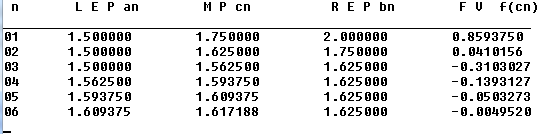 n L E P an M P cn R E P bn F V f(cn)
01 1.500000 1.750000 2.000000 0.8593750
02 1.500000 1.625000 1.750000 0.0410156
03 1.500000 1.562500 1.625000 -0.3103027
04 1.562500 1.593750 1.625000 -0.1393127
05 1.593750 1.609375 1.625000 -0.0503273
06 1.609375 1.617188 1.625000 -0.0049520